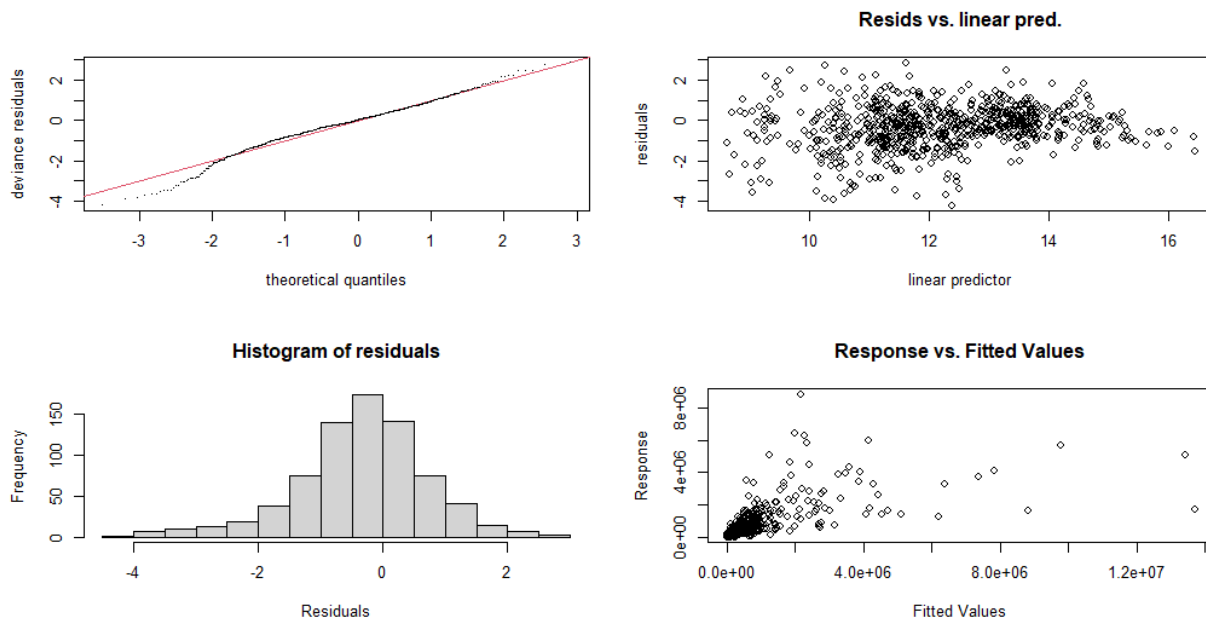 deviance residuals
2
0
-2
-4
-3 -2 -1 0 1 2 3
theoretical quantiles
Resids vs. linear pred.
residuals
2
0
-2
-4
10 12 14 16
linear predictor
Histogram of residuals
Frequency
150
100
50
0
-4 -2 0 2
Residuals
Response vs. Fitted Values
Response
8e+06
4e+06
0e+00
0.0e+00 4.0e+06 8.0e+06 1.2e+07
Fitted Values